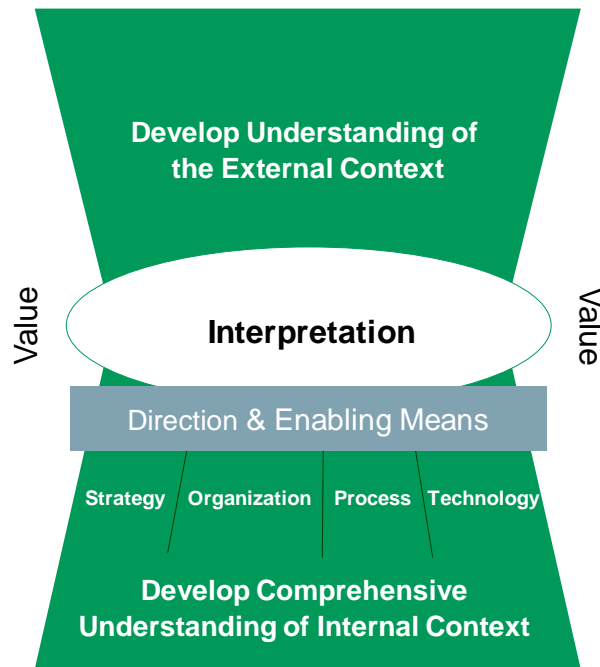 Develop Understanding of
the External Context
Value
Interpretation
Value
Direction & Enabling Means
Strategy
Organization
Process
Technology
Develop Comprehensive
Understanding of Internal Context